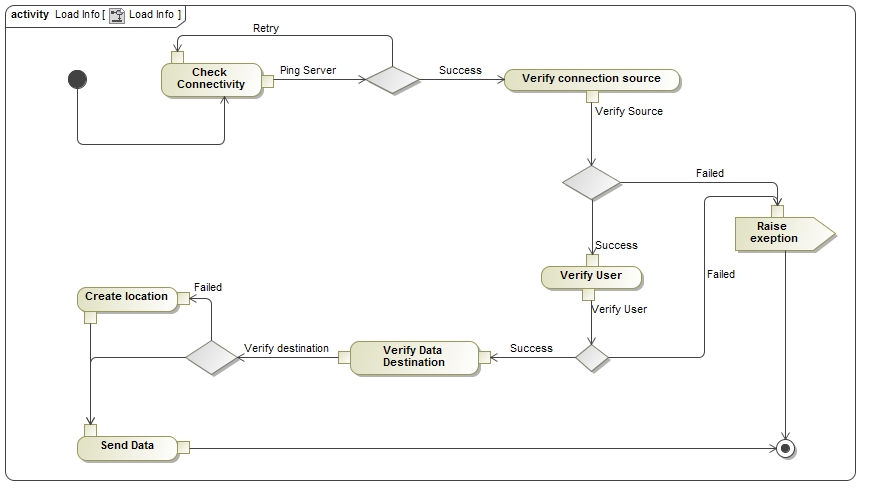 activity Load Info [ Load Info ]
Retry
Check
Connectivity
Ping Server
Success
Verify connection source
Verify Source
Failed
Raise
exeption
Success
Verify User
Failed
Verify User
Create location
Failed
Verify destination
Verify Data
Destination
Success
Send Data